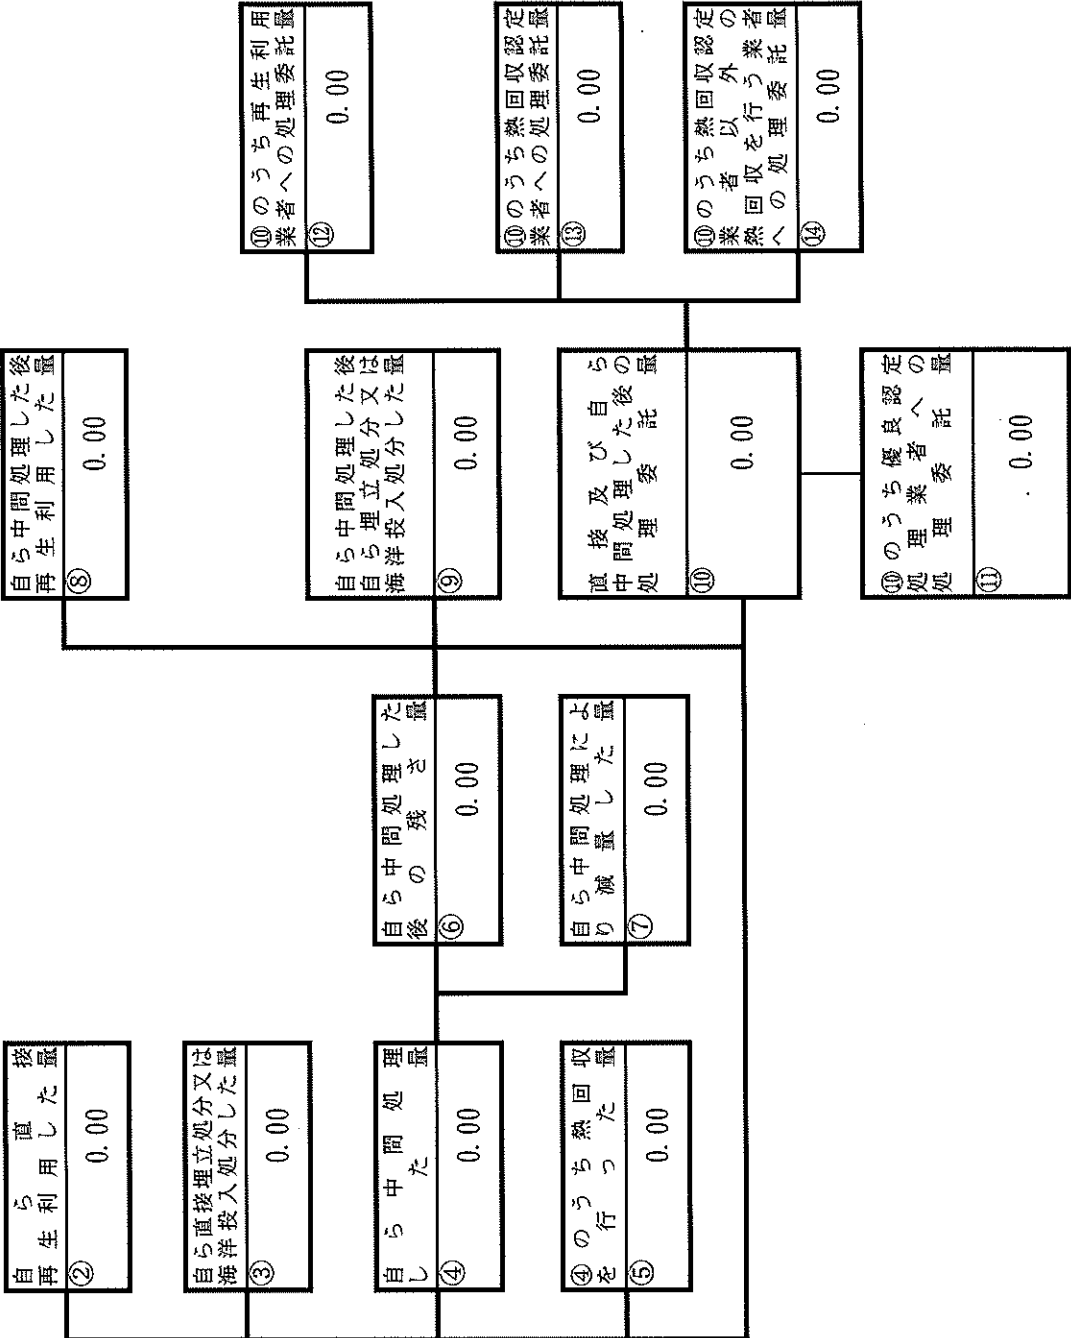 自ら直接
再生利用した量
②
0.00
自ら直接埋立処分又は
海洋投入処分した量
③
0.00
自ら中間処理
した量
④
0.00
④のうち熱回収
を行った量
⑤
0.00
自ら中間処理した
後の残さ量
⑥
0.00
自ら中間処理によ
り減量した量
⑦
0.00
自ら中間処理した後
再生利用した量
⑧
0.00
自ら中間処理した後
自ら埋立処分又は
海洋投入処分した量
⑨
0.00
直接及び自ら
中間処理した後の
処理委託量
⑩
0.00
⑩のうち優良認定
処理業者への
処理委託量
⑪
0.00
⑩のうち再生利用
業者への処理委託量
⑫
0.00
⑩のうち熱回収認定
業者への処理委託量
⑬
0.00
⑩のうち熱回収認定
業者以外の
熱回収を行う業者
への処理委託量
⑭
0.00